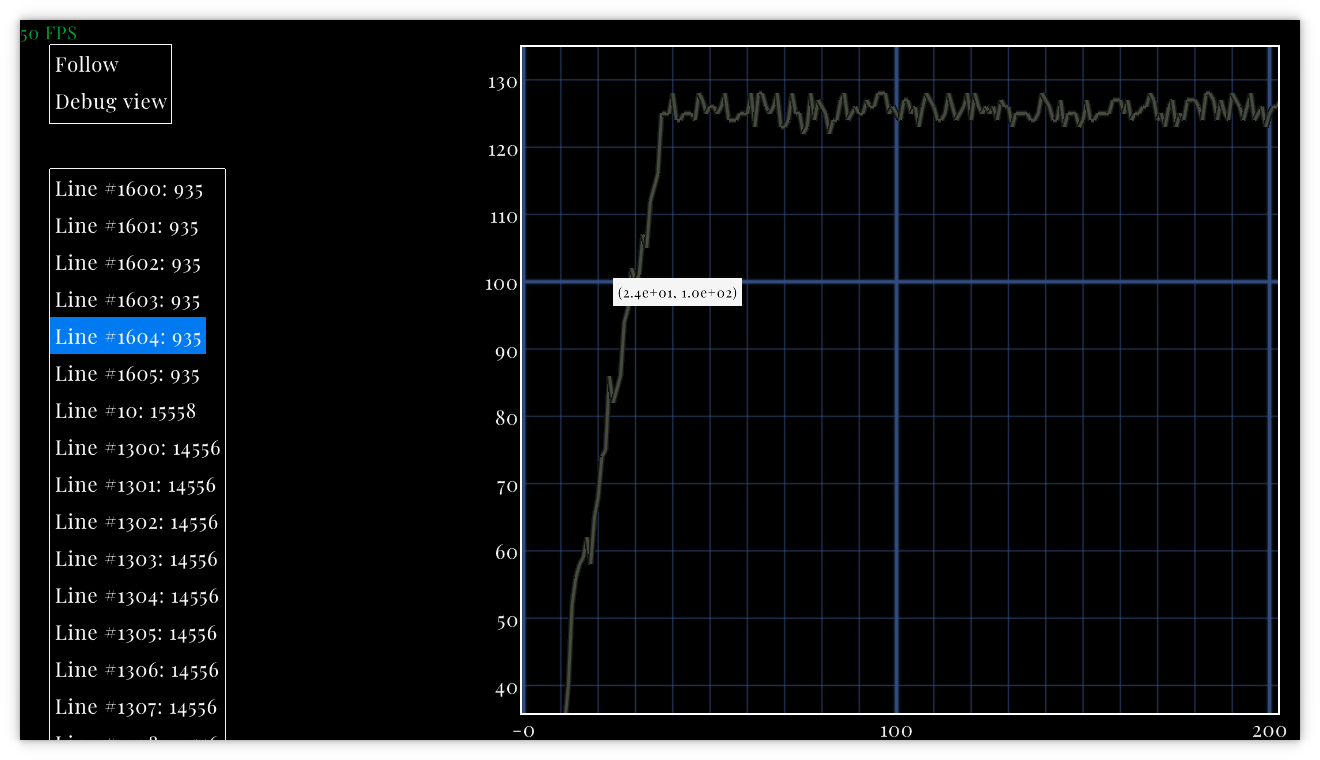 50 FPS
Follow
Debug view
Line #1600: 935
Line #1601: 935
Line #1602: 935
Line #1603: 935
Line #1604: 935
Line #1605: 935
Line #10: 15558
Line #1300: 14556
Line #1301: 14556
Line #1302: 14556
Line #1303: 14556
Line #1304: 14556
Line #1305: 14556
Line #1306: 14556
Line #1307: 14556
130
120
110
100
90
80
70
60
50
40
(2.4e+01, 1.0e+02)
-0 100 200